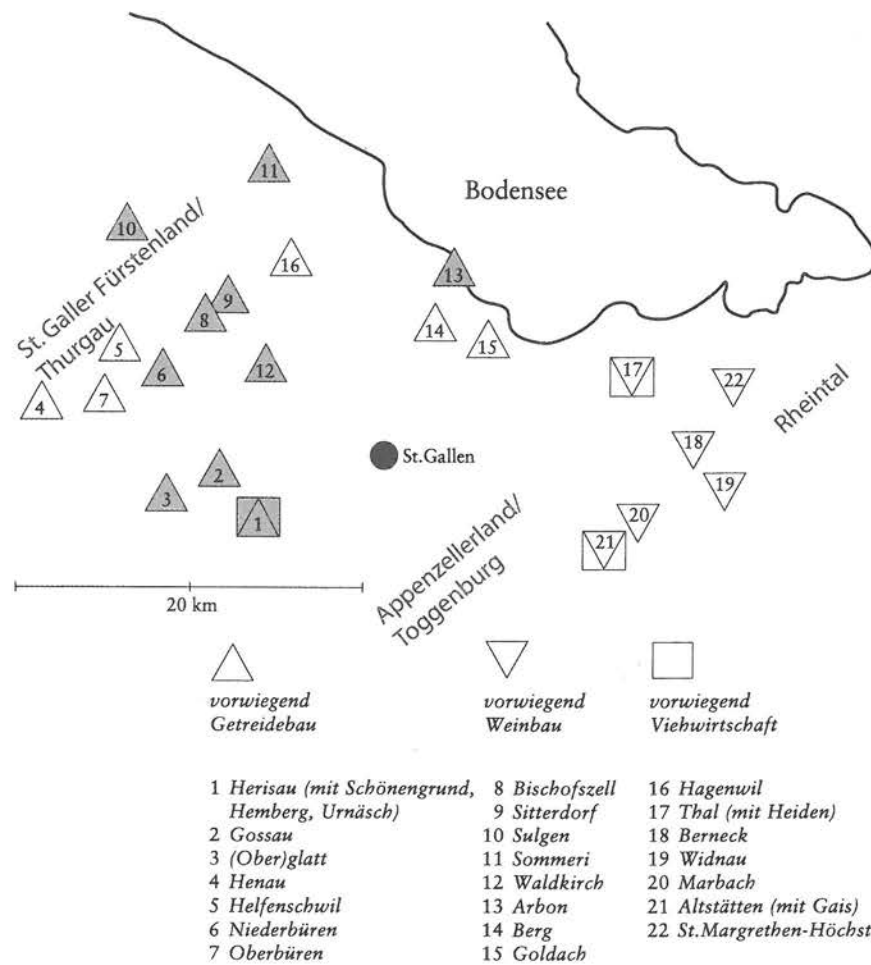 11
Bodensee
10
St. Galler Fürstenland/
Thurgau
16
13
9
8
14
15
5
6
12
17
22
4
7
Rheintal
18
St.Gallen
2
19
3
1
20
21
Appenzellerland/
Toggenburg
20 km
vorwiegend
Getreidebau
vorwiegend
Weinbau
vorwiegend
Viehwirtschaft
1 Herisau (mit Schönengrund,
Hemberg, Urnäsch)
2 Gossau
3 (Ober)glatt
4 Henau
5 Helfenschwil
6 Niederbüren
7 Oberbüren
8 Bischofszell
9 Sitterdorf
10 Sulgen
11 Sommeri
12 Waldkirch
13 Arbon
14 Berg
15 Goldach
16 Hagenwil
17 Thal (mit Heiden)
18 Berneck
19 Widnau
20 Marbach
21 Altstätten (mit Gais)
22 St.Margrethen-Höchst